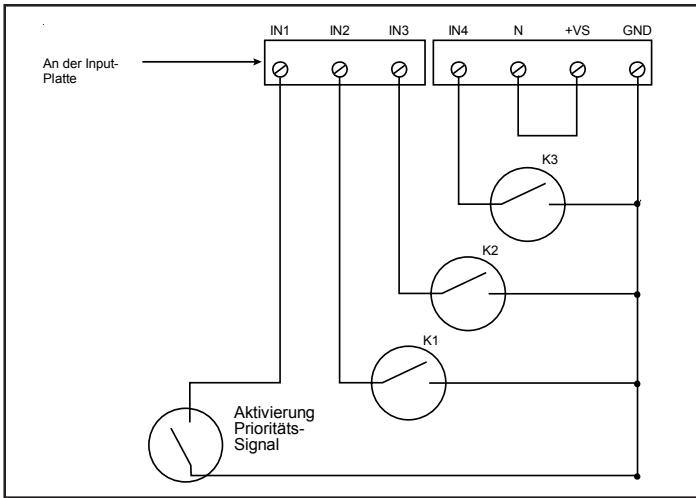 IN1 IN2 IN3 IN4 N +VS GND
An der Input-
Platte
K3
K2
K1
Aktivierung
Prioritäts-
Signal